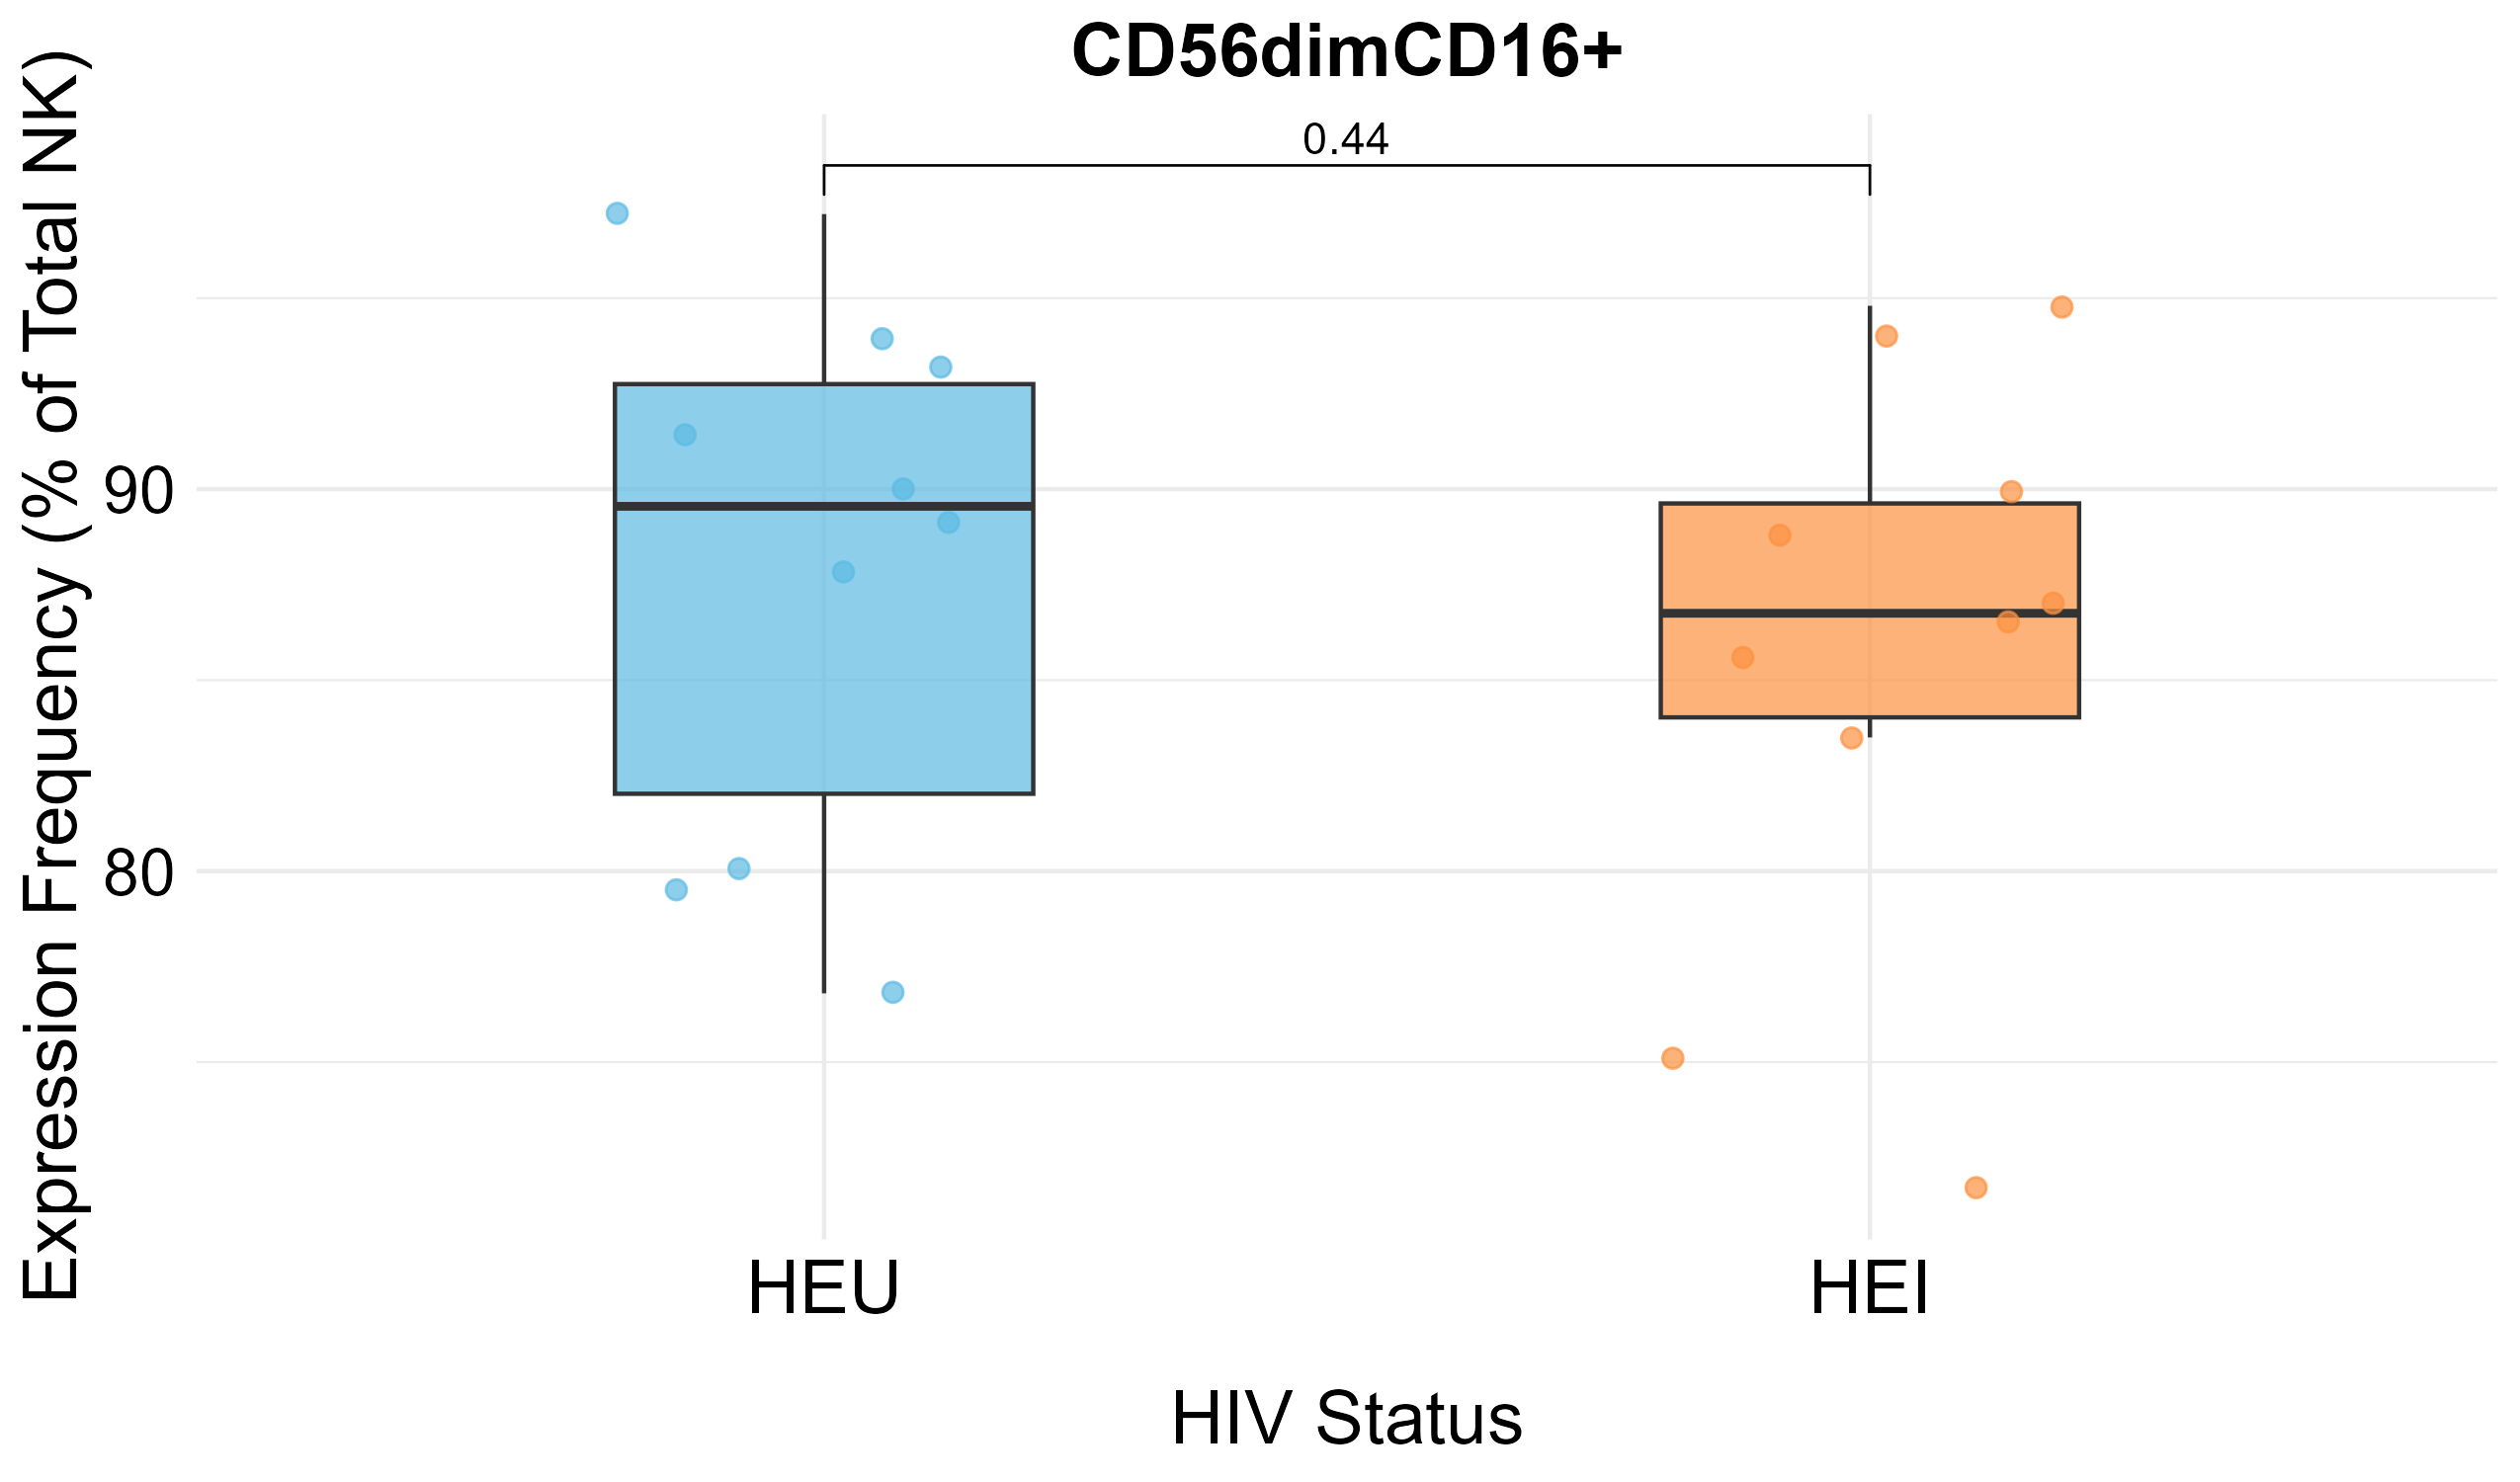 CD56dimCD16+
0.44
Expression Frequency (% of Total NK)
90
80
HEU
HEI
HIV Status